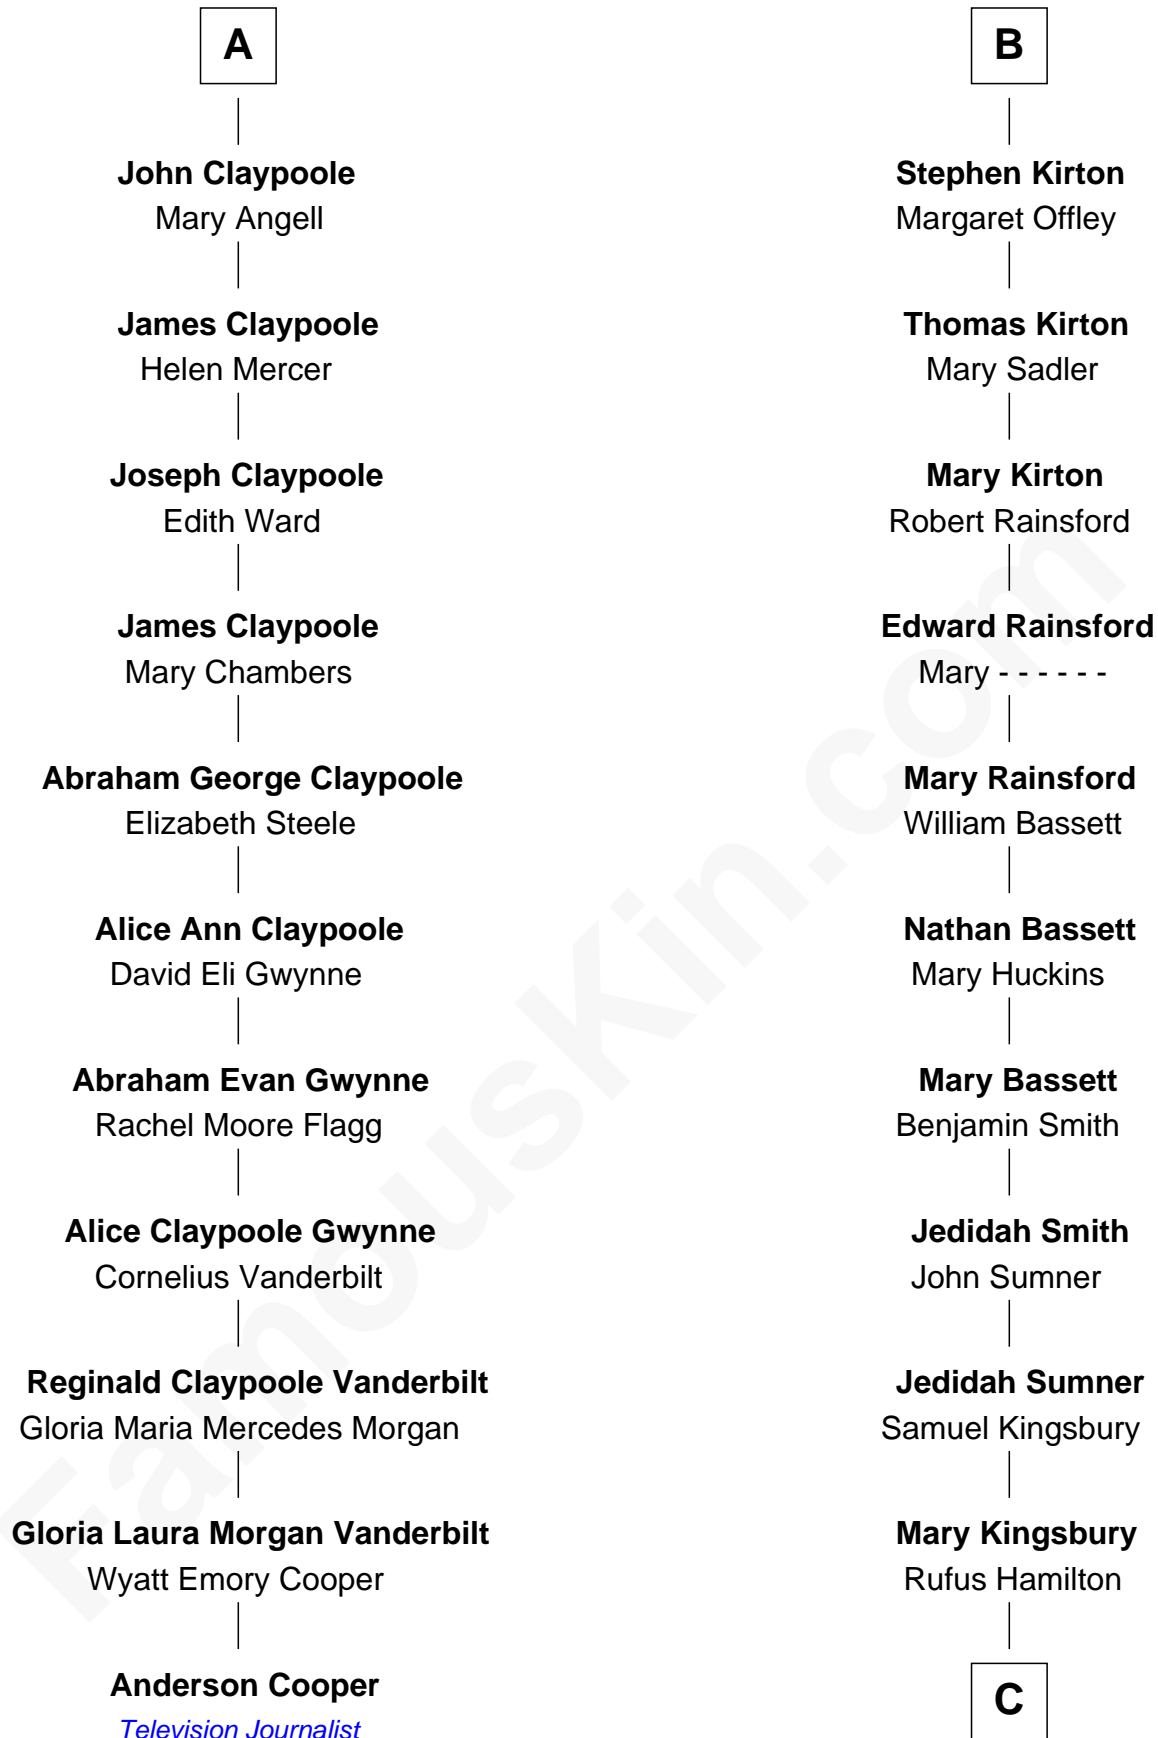 A
John Claypoole
Mary Angell
James Claypoole
Helen Mercer
Joseph Claypoole
Edith Ward
James Claypoole
Mary Chambers
Abraham George Claypoole
Elizabeth Steele
Alice Ann Claypoole
David Eli Gwynne
Abraham Evan Gwynne
Rachel Moore Flagg
Alice Claypoole Gwynne
Cornelius Vanderbilt
Reginald Claypoole Vanderbilt
Gloria Maria Mercedes Morgan
Gloria Laura Morgan Vanderbilt
Wyatt Emory Cooper
Anderson Cooper
Television Journalist
B
Stephen Kirton
Margaret Offley
Thomas Kirton
Mary Sadler
Mary Kirton
Robert Rainsford
Edward Rainsford
Mary - - - - - -
Mary Rainsford
William Bassett
Nathan Bassett
Mary Huckins
Mary Bassett
Benjamin Smith
Jedidah Smith
John Sumner
Jedidah Sumner
Samuel Kingsbury
Mary Kingsbury
Rufus Hamilton
C
FamousKin.com